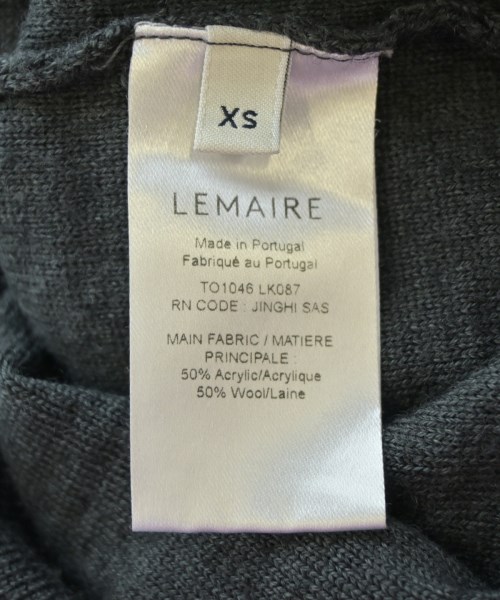 XS
LEMAIRE
Made in Portugal
Fabriqué au Portugal
TO1046 LK087
RN CODE : JINGHI SAS
MAIN FABRIC / MATIERE
PRINCIPALE :
50% Acrylic/Acrylique
50% Wool/Laine